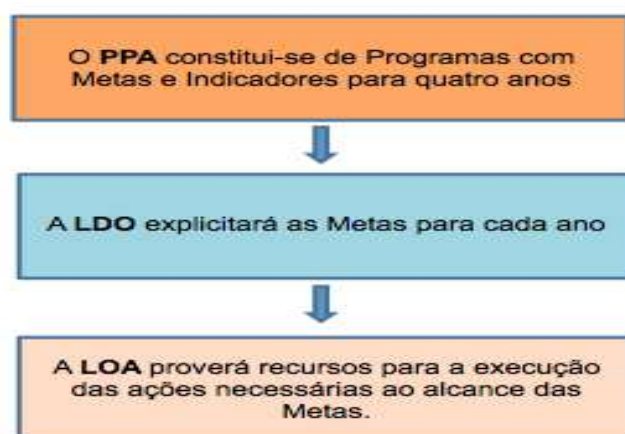 O PPA constitui-se de Programas com
Metas e Indicadores para quatro anos
A LDO explicitará as Metas para cada ano
A LOA proverá recursos para a execução
das ações necessárias ao alcance das
Metas.